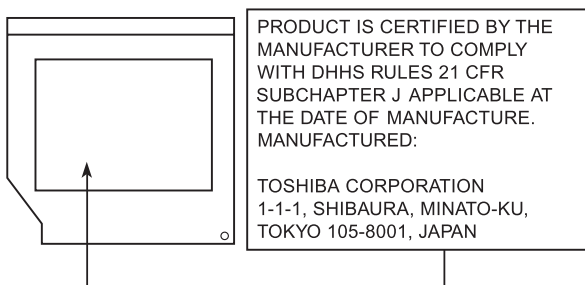 PRODUCT IS CERTIFIED BY THE
MANUFACTURER TO COMPLY
WITH DHHS RULES 21 CFR
SUBCHAPTER J APPLICABLE AT
THE DATE OF MANUFACTURE.
MANUFACTURED:
TOSHIBA CORPORATION
1-1-1, SHIBAURA, MINATO-KU,
TOKYO 105-8001, JAPAN